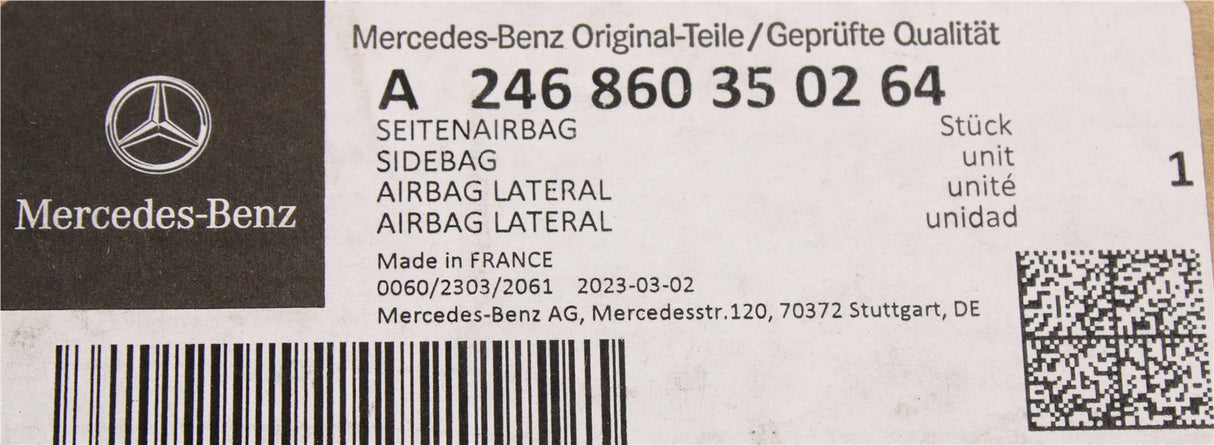 Mercedes-Benz Original-Teile/Geprüfte Qualität
A 246 860 35 02 64
SEITENAIRBAG Stück
SIDEBAG unit
AIRBAG LATERAL unité
AIRBAG LATERAL unidad
1
Made in FRANCE
0060/2303/2061 2023-03-02
Mercedes-Benz AG, Mercedesstr.120, 70372 Stuttgart, DE
Mercedes-Benz